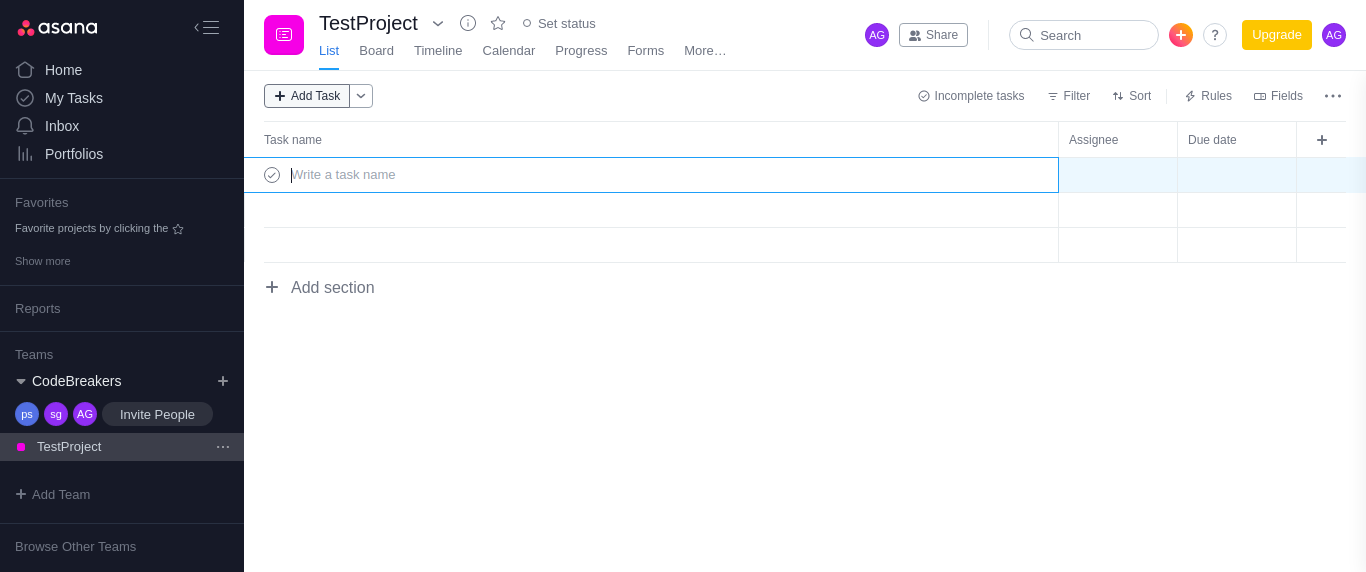 asana
Home
My Tasks
Inbox
Portfolios
Favorites
Favorite projects by clicking the
Show more
Reports
Teams
CodeBreakers
ps sg AG Invite People
TestProject
Add Team
Browse Other Teams
TestProject Set status
List Board Timeline Calendar Progress Forms More…
AG Share Search ? Upgrade AG
Add Task Incomplete tasks Filter Sort Rules Fields
Task name Assignee Due date
Write a task name
Add section